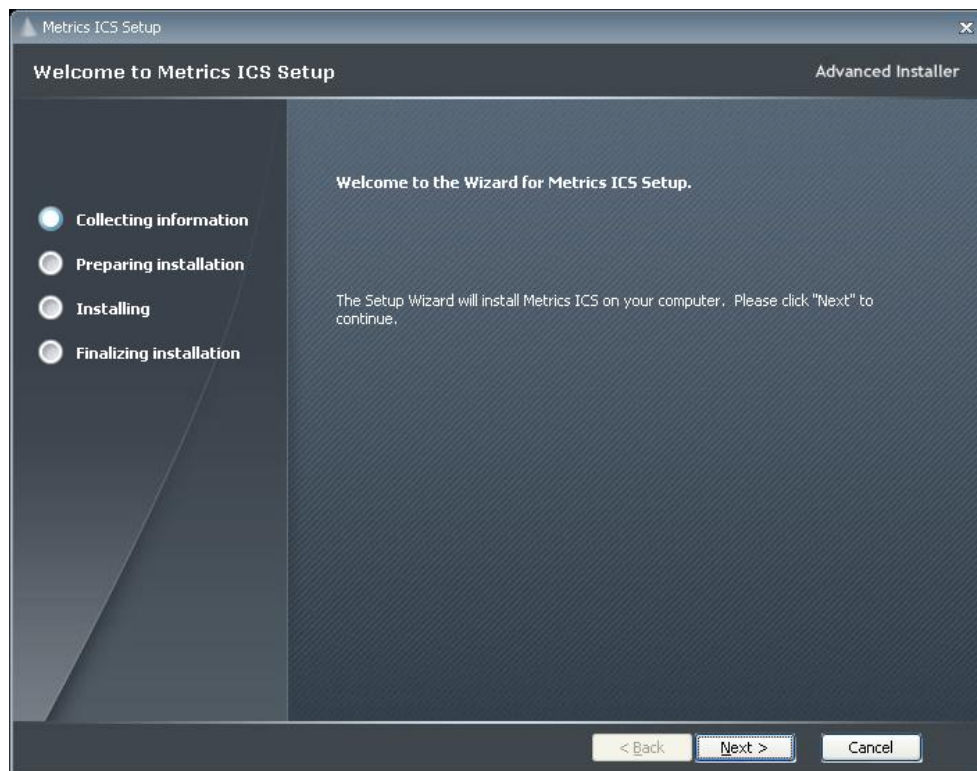 Metrics ICS Setup
Welcome to Metrics ICS Setup
Advanced Installer
Collecting information
Preparing installation
Installing
Finalizing installation
Welcome to the Wizard for Metrics ICS Setup.
The Setup Wizard will install Metrics ICS on your computer. Please click "Next" to
continue.
< Back
Next >
Cancel